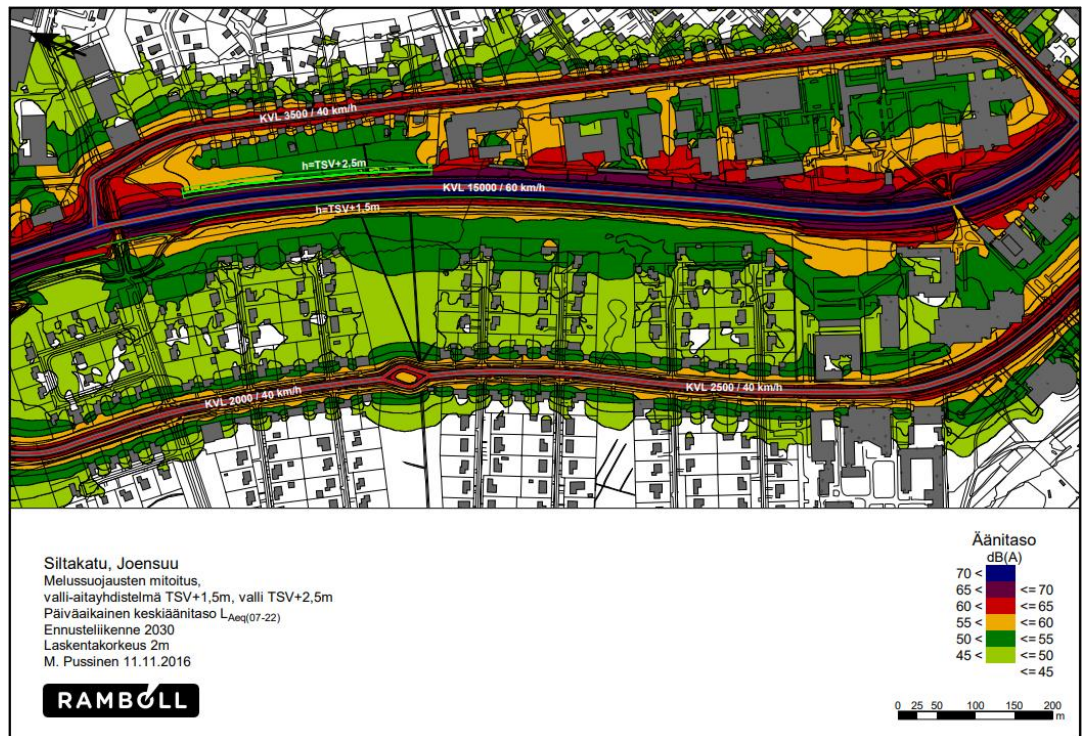 KVL 3500 / 40 km/h
h=TSV+2.5m
KVL 15000 / 60 km/h
h=TSV+1,5m
KVL 2000 / 40 km/h
KVL 2500 / 40 km/h
Siltakatu, Joensuu
Melussuojausten mitoitus,
valli-aitayhdistelmä TSV+1,5m, valli TSV+2,5m
Päiväaikainen keskiäänitaso LAeq(07-22)
Ennusteliikenne 2030
Laskentakorkeus 2m
M. Pussinen 11.11.2016
RAMBOLL
Äänitaso
dB(A)
70 <
65 < <= 70
60 < <= 65
55 < <= 60
50 < <= 55
45 < <= 50
<= 45
0 25 50 100 150 200
m